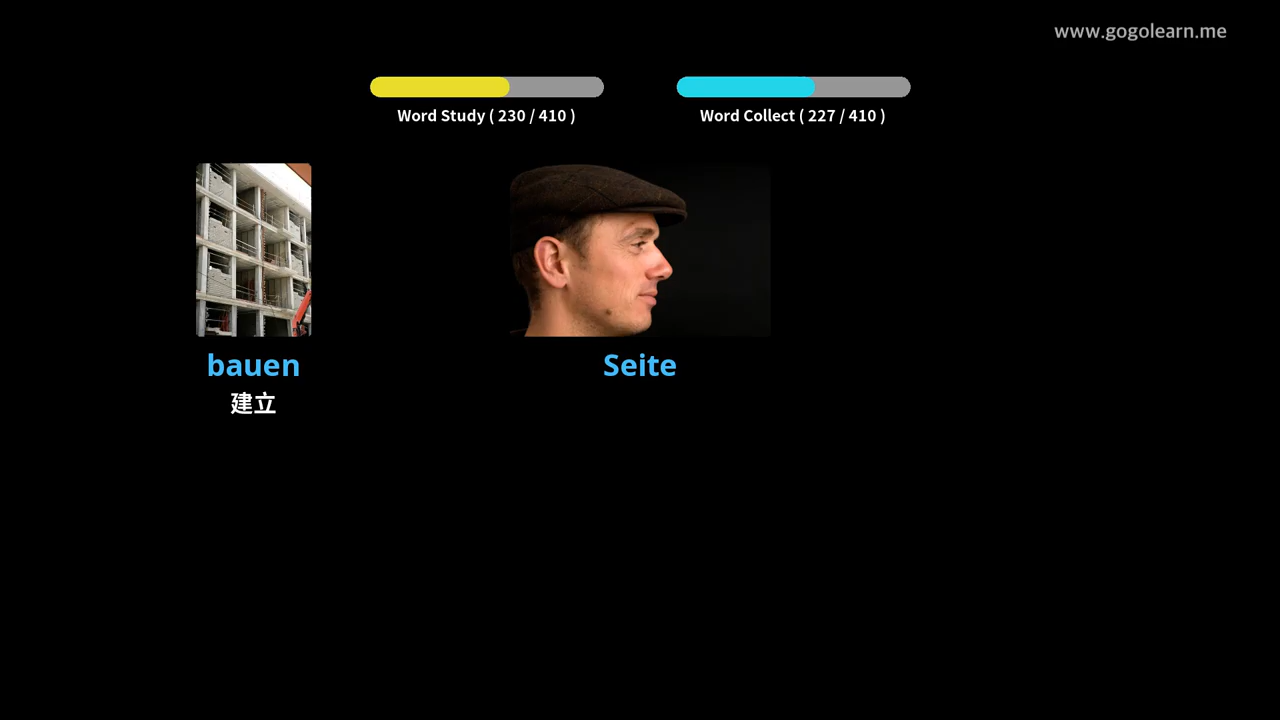 www.gogolearn.me
Word Study ( 230 / 410 )
Word Collect ( 227 / 410 )
bauen
建立
Seite